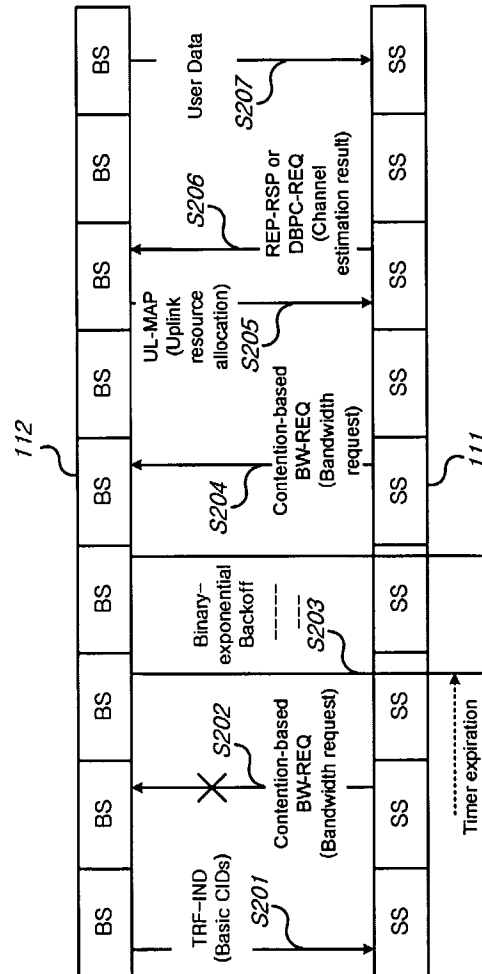 112
BS
BS
BS
BS
BS
BS
BS
BS
BS
TRF-IND
(Basic CIDs)
S201
S202
Contention-based
BW-REQ
(Bandwidth request)
Binary-
exponential
Backoff
S203
S204
Contention-based
BW-REQ
(Bandwidth
request)
UL-MAP
(Uplink
resource
allocation)
S205
S206
REP-RSP or
DBPC-REQ
(Channel
estimation result)
User Data
S207
SS
SS
SS
SS
SS
SS
SS
SS
SS
111
Timer expiration